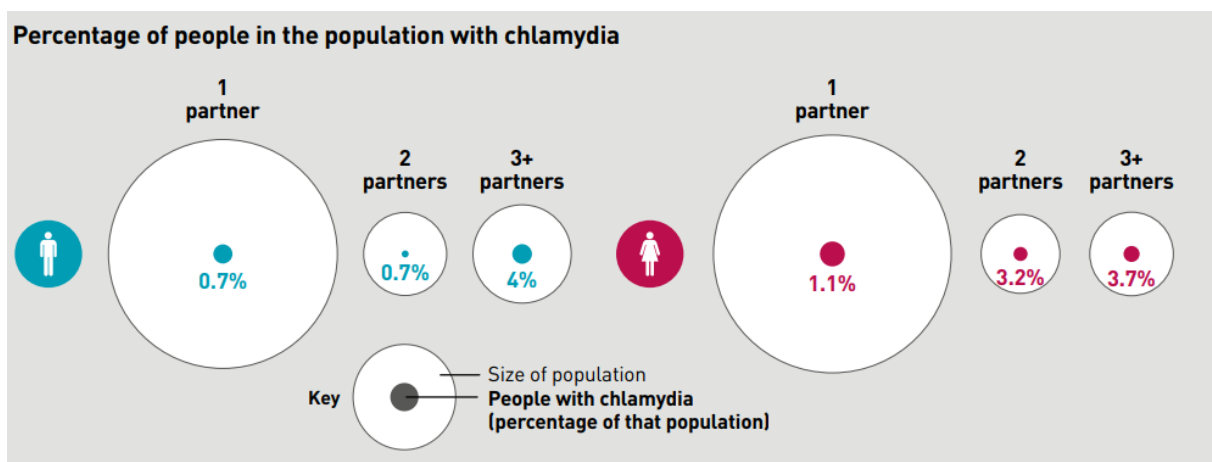 Percentage of people in the population with chlamydia
1
partner
2
partners
3+
partners
0.7%
0.7%
4%
1
partner
2
partners
3+
partners
1.1%
3.2%
3.7%
Key
Size of population
People with chlamydia
(percentage of that population)